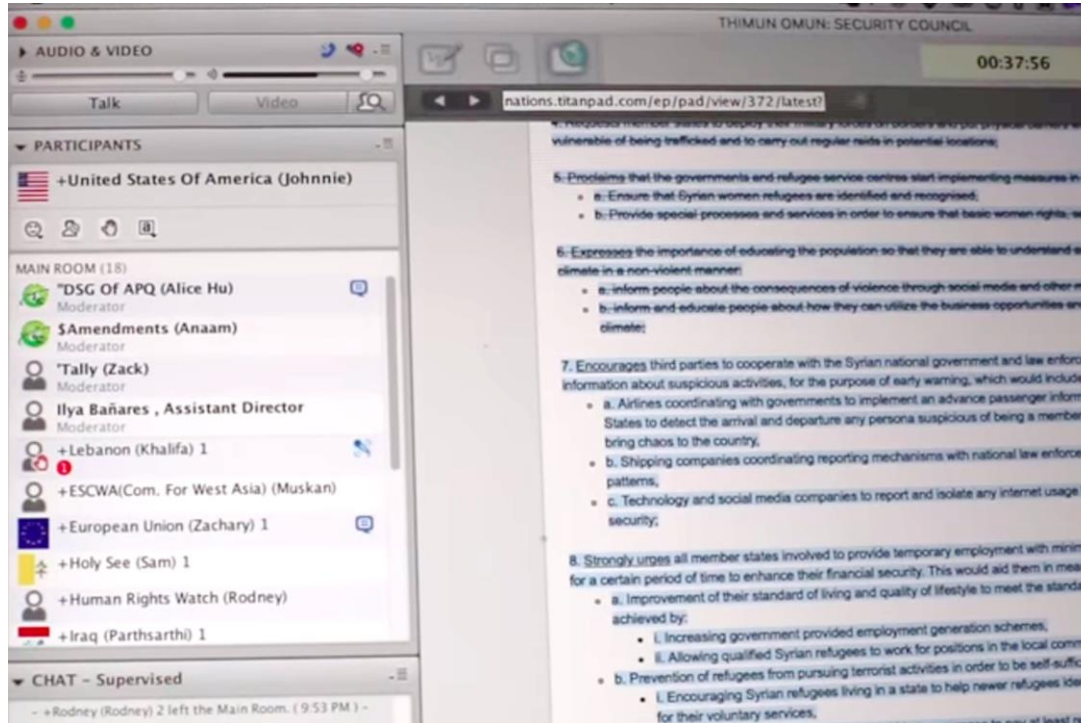 THIMUN OMUN: SECURITY COUNCIL
AUDIO & VIDEO
Talk
Video
PARTICIPANTS
+United States Of America (Johnnie)
MAIN ROOM (18)
"DSG Of APQ (Alice Hu)
Moderator
$Amendments (Anaam)
Moderator
'Tally (Zack)
Moderator
Ilya Bañares , Assistant Director
Moderator
+Lebanon (Khalifa) 1
1
+ESCWA(Com. For West Asia) (Muskan)
+European Union (Zachary) 1
+Holy See (Sam) 1
+Human Rights Watch (Rodney)
+Iraq (Parthsarthi) 1
CHAT – Supervised
- +Rodney (Rodney) 2 left the Main Room. ( 9:53 PM ) -
00:37:56
nations.titanpad.com/ep/pad/view/372/latest?
4. Requests member states to deploy their military forces on borders and put physical
vulnerable of being trafficked and to carry out regular raids in potential locations;
5. Proclaims that the governments and refugee service centres start implementing measures in
a. Ensure that Syrian women refugees are identified and recognised,
b. Provide special processes and services in order to ensure that basic women rights,
6. Expresses the importance of educating the population so that they are able to understand
climate in a non-violent manner:
a. inform people about the consequences of violence through social media and other
b. inform and educate people about how they can utilize the business opportunities
climate;
7. Encourages third parties to cooperate with the Syrian national government and law
information about suspicious activities, for the purpose of early warning, which would include
a. Airlines coordinating with governments to implement an advance passenger
States to detect the arrival and departure any persona suspicious of being a
bring chaos to the country,
b. Shipping companies coordinating reporting mechanisms with national law
patterns,
c. Technology and social media companies to report and isolate any internet usage
security;
8. Strongly urges all member states involved to provide temporary employment with
for a certain period of time to enhance their financial security. This would aid them in
a. Improvement of their standard of living and quality of lifestyle to meet the
achieved by:
i. Increasing government provided employment generation schemes,
ii. Allowing qualified Syrian refugees to work for positions in the local
b. Prevention of refugees from pursuing terrorist activities in order to be
i. Encouraging Syrian refugees living in a state to help newer refugees
for their voluntary services,